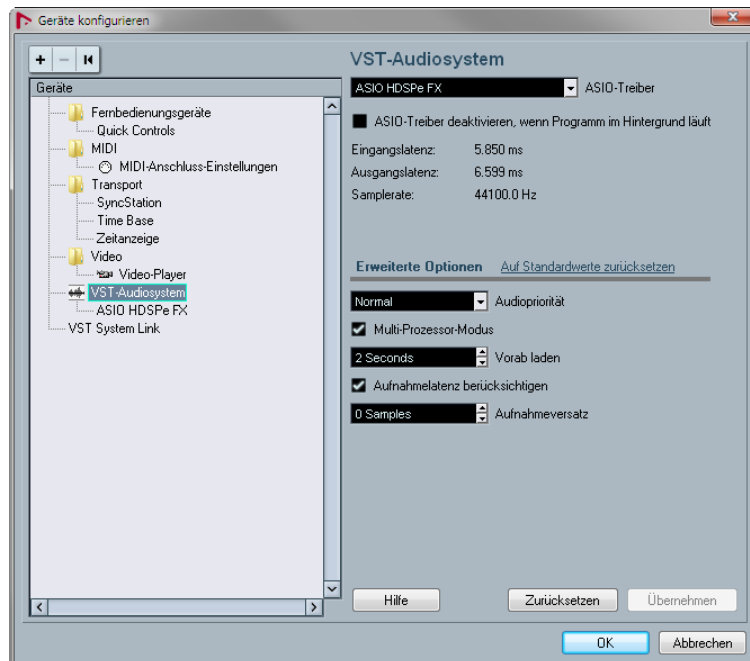 Geräte konfigurieren
Geräte
Fernbedienungsgeräte
Quick Controls
MIDI
MIDI-Anschluss-Einstellungen
Transport
SyncStation
Time Base
Zeitanzeige
Video
Video-Player
VST-Audiosystem
ASIO HDSPe FX
VST System Link
VST-Audiosystem
ASIO HDSPe FX ASIO-Treiber
ASIO-Treiber deaktivieren, wenn Programm im Hintergrund läuft
Eingangslatenz: 5.850 ms
Ausgangslatenz: 6.599 ms
Samplerate: 44100.0 Hz
Erweiterte Optionen Auf Standardwerte zurücksetzen
Normal Audiopriorität
Multi-Prozessor-Modus
2 Seconds Vorab laden
Aufnahmelatenz berücksichtigen
0 Samples Aufnahmeversatz
Hilfe Zurücksetzen Übernehmen
OK Abbrechen